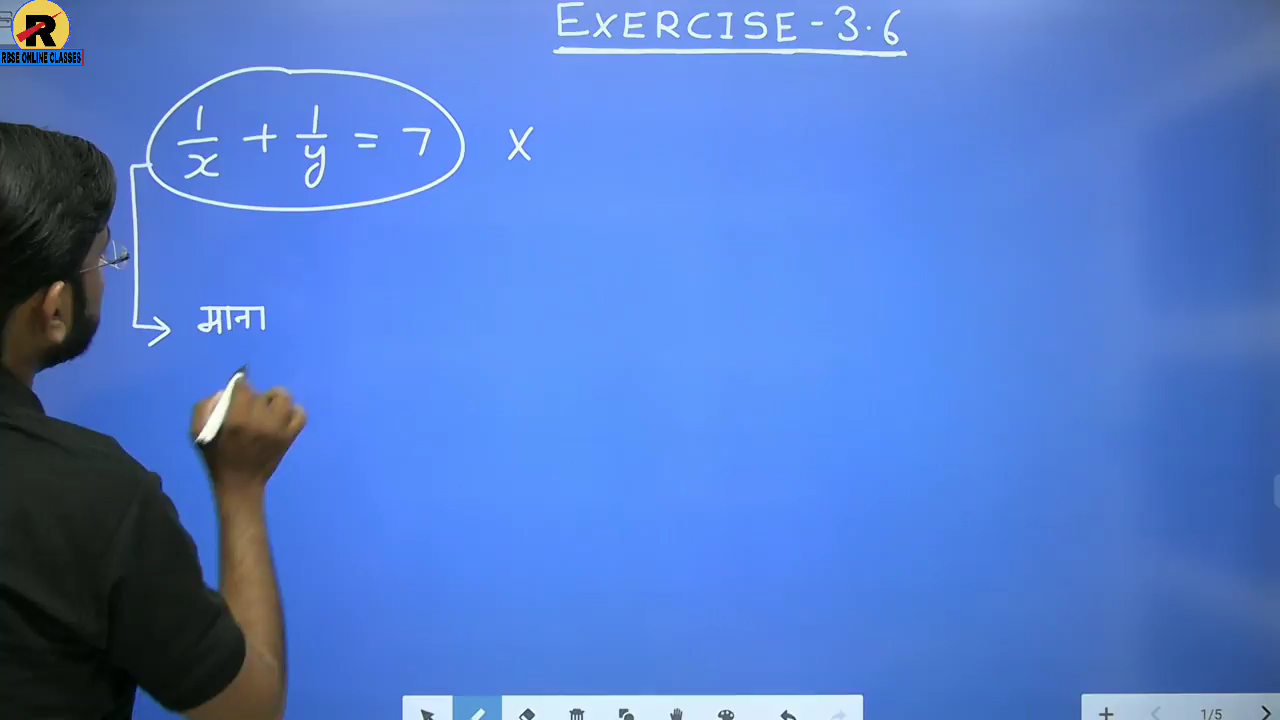 RBSE ONLINE CLASSES
EXERCISE-3.6
1/x + 1/y = 7 X
माना
1/5